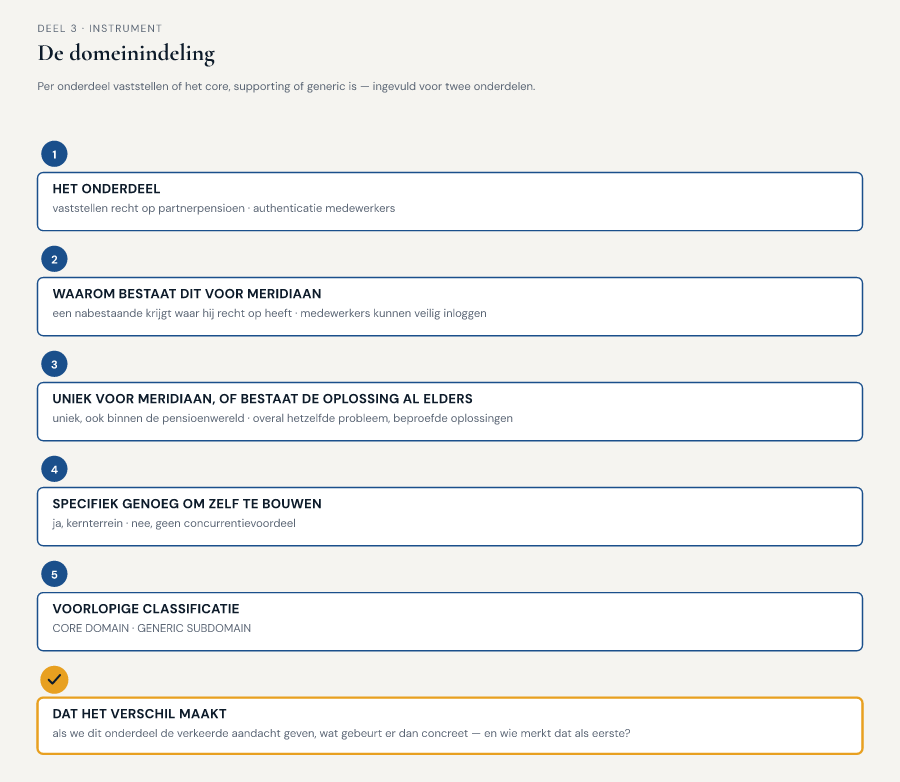 DEEL 3 · INSTRUMENT
De domeinindeling
Per onderdeel vaststellen of het core, supporting of generic is — ingevuld voor twee onderdelen.
1
HET ONDERDEEL
vaststellen recht op partnerpensioen · authenticatie medewerkers
2
WAAROM BESTAAT DIT VOOR MERIDIAAN
een nabestaande krijgt waar hij recht op heeft · medewerkers kunnen veilig inloggen
3
UNIEK VOOR MERIDIAAN, OF BESTAAT DE OPLOSSING AL ELDERS
uniek, ook binnen de pensioenwereld · overal hetzelfde probleem, beproefde oplossingen
4
SPECIFIEK GENOEG OM ZELF TE BOUWEN
ja, kernterrein · nee, geen concurrentievoordeel
5
VOORLOPIGE CLASSIFICATIE
CORE DOMAIN · GENERIC SUBDOMAIN
DAT HET VERSCHIL MAAKT
als we dit onderdeel de verkeerde aandacht geven, wat gebeurt er dan concreet — en wie merkt dat als eerste?